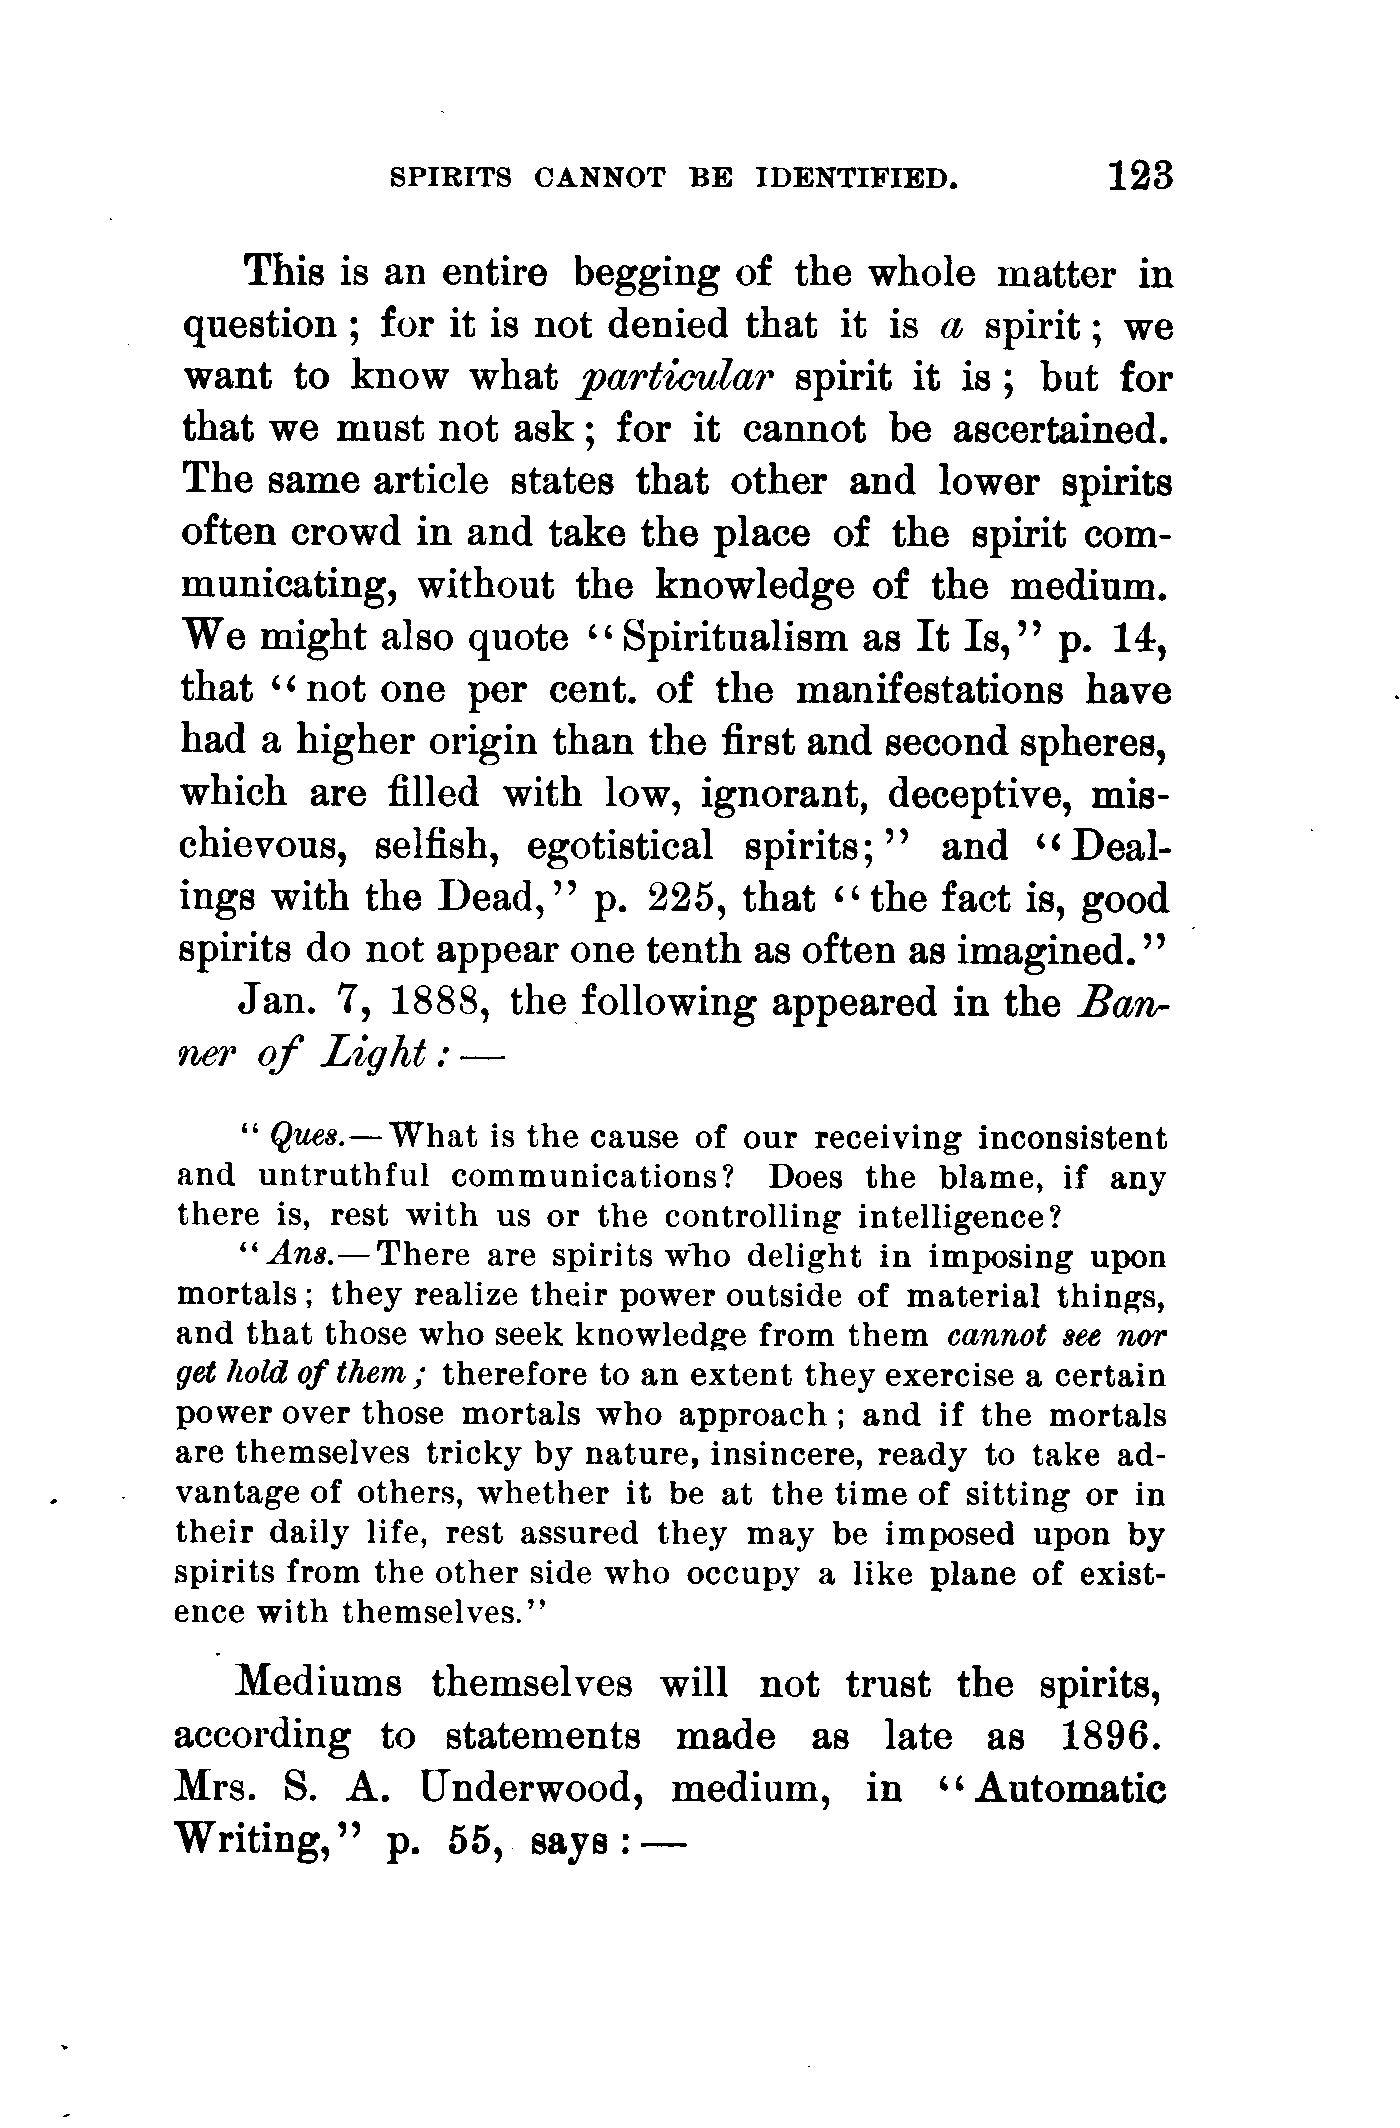 SPIRITS CANNOT BE IDENTIFIED. 123
This is an entire begging of the whole matter in
question ; for it is not denied that it is a spirit ; we
want to know what particular spirit it is ; but for
that we must not ask ; for it cannot be ascertained.
The same article states that other and lower spirits
often crowd in and take the place of the spirit com-
municating, without the knowledge of the medium.
We might also quote “ Spiritualism as It Is,” p. 14,
that “ not one per cent. of the manifestations have
had a higher origin than the first and second spheres,
which are filled with low, ignorant, deceptive, mis-
chievous, selfish, egotistical spirits; ” and “ Deal-
ings with the Dead,” p. 225, that “ the fact is, good
spirits do not appear one tenth as often as imagined.”
Jan. 7, 1888, the following appeared in the Ban-
ner of Light : —
“ Ques.— What is the cause of our receiving inconsistent
and untruthful communications? Does the blame, if any
there is, rest with us or the controlling intelligence?
“ Ans.— There are spirits who delight in imposing upon
mortals ; they realize their power outside of material things,
and that those who seek knowledge from them cannot see nor
get hold of them ; therefore to an extent they exercise a certain
power over those mortals who approach ; and if the mortals
are themselves tricky by nature, insincere, ready to take ad-
vantage of others, whether it be at the time of sitting or in
their daily life, rest assured they may be imposed upon by
spirits from the other side who occupy a like plane of exist-
ence with themselves.”
Mediums themselves will not trust the spirits,
according to statements made as late as 1896.
Mrs. S. A. Underwood, medium, in “ Automatic
Writing,” p. 55, says : —